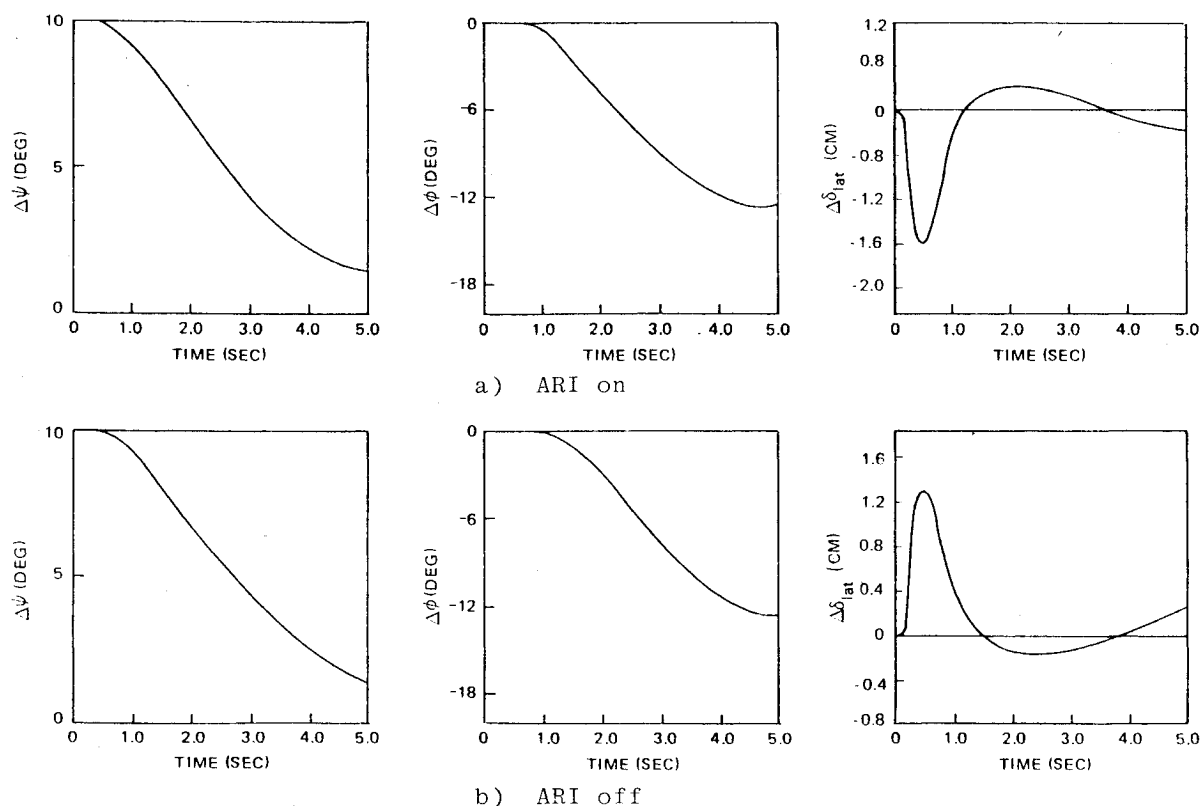 10
5
0
Δψ (DEG)
0 1.0 2.0 3.0 4.0 5.0
TIME (SEC)
0
-6
-12
-18
Δϕ (DEG)
0 1.0 2.0 3.0 4.0 5.0
TIME (SEC)
1.2
0.8
0
-0.8
-1.2
-1.6
-2.0
Δδlat (CM)
0 1.0 2.0 3.0 4.0 5.0
TIME (SEC)
a) ARI on
10
5
0
Δψ (DEG)
0 1.0 2.0 3.0 4.0 5.0
TIME (SEC)
0
-6
-12
-18
Δϕ (DEG)
0 1.0 2.0 3.0 4.0 5.0
TIME (SEC)
1.6
1.2
0.8
0.4
0
-0.4
-0.8
Δδlat (CM)
0 1.0 2.0 3.0 4.0 5.0
TIME (SEC)
b) ARI off